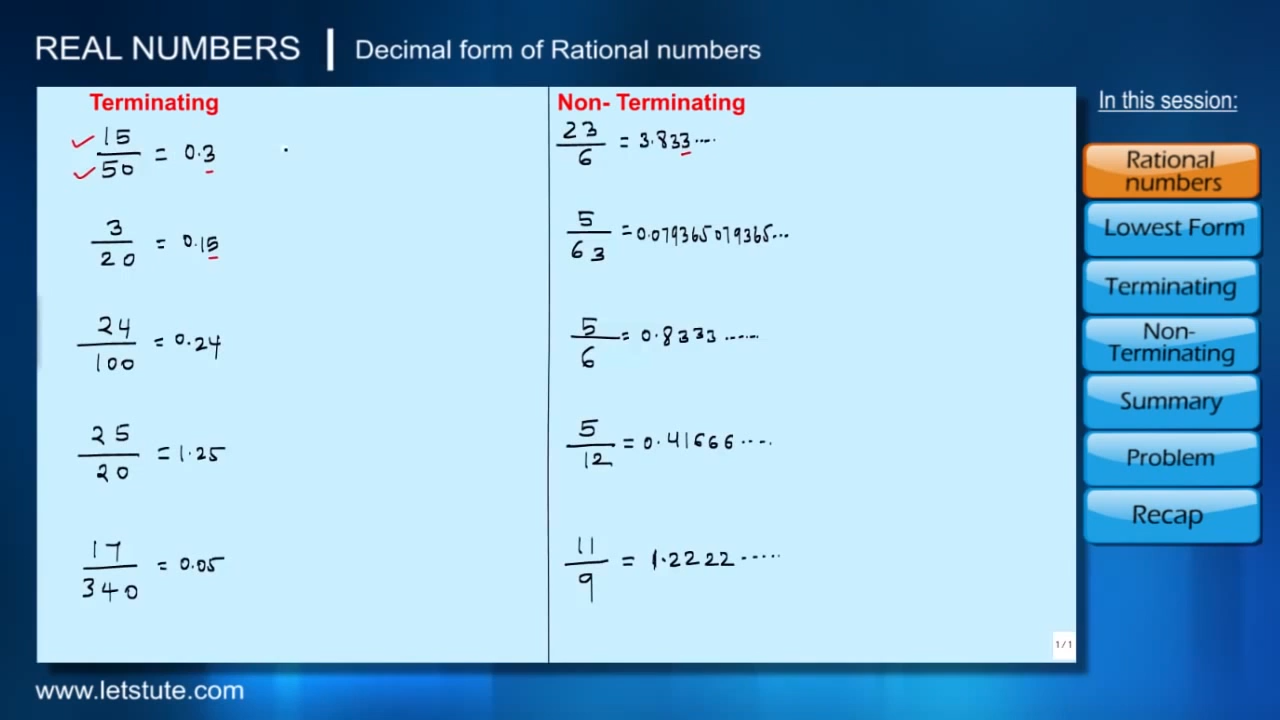 REAL NUMBERS | Decimal form of Rational numbers
Terminating
15/50 = 0.3
3/20 = 0.15
24/100 = 0.24
25/20 = 1.25
17/340 = 0.05
Non- Terminating
23/6 = 3.833....
5/63 = 0.079365079365...
5/6 = 0.8333......
5/12 = 0.41666.....
11/9 = 1.2222.....
1/1
In this session:
Rational
numbers
Lowest Form
Terminating
Non-
Terminating
Summary
Problem
Recap
www.letstute.com